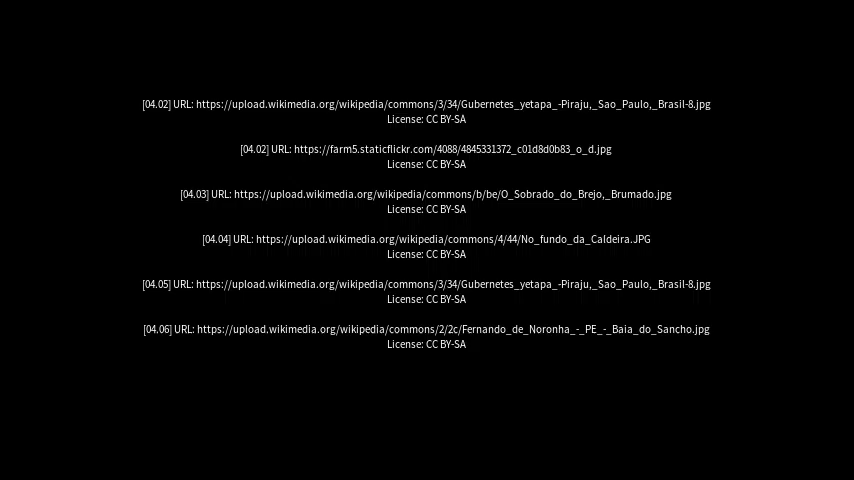 [04.02] URL: https://upload.wikimedia.org/wikipedia/commons/3/34/Gubernetes_yetapa_-Piraju,_Sao_Paulo,_Brasil-8.jpg
License: CC BY-SA
[04.02] URL: https://farm5.staticflickr.com/4088/4845331372_c01d8d0b83_o_d.jpg
License: CC BY-SA
[04.03] URL: https://upload.wikimedia.org/wikipedia/commons/b/be/O_Sobrado_do_Brejo,_Brumado.jpg
License: CC BY-SA
[04.04] URL: https://upload.wikimedia.org/wikipedia/commons/4/44/No_fundo_da_Caldeira.JPG
License: CC BY-SA
[04.05] URL: https://upload.wikimedia.org/wikipedia/commons/3/34/Gubernetes_yetapa_-Piraju,_Sao_Paulo,_Brasil-8.jpg
License: CC BY-SA
[04.06] URL: https://upload.wikimedia.org/wikipedia/commons/2/2c/Fernando_de_Noronha_-_PE_-_Baia_do_Sancho.jpg
License: CC BY-SA